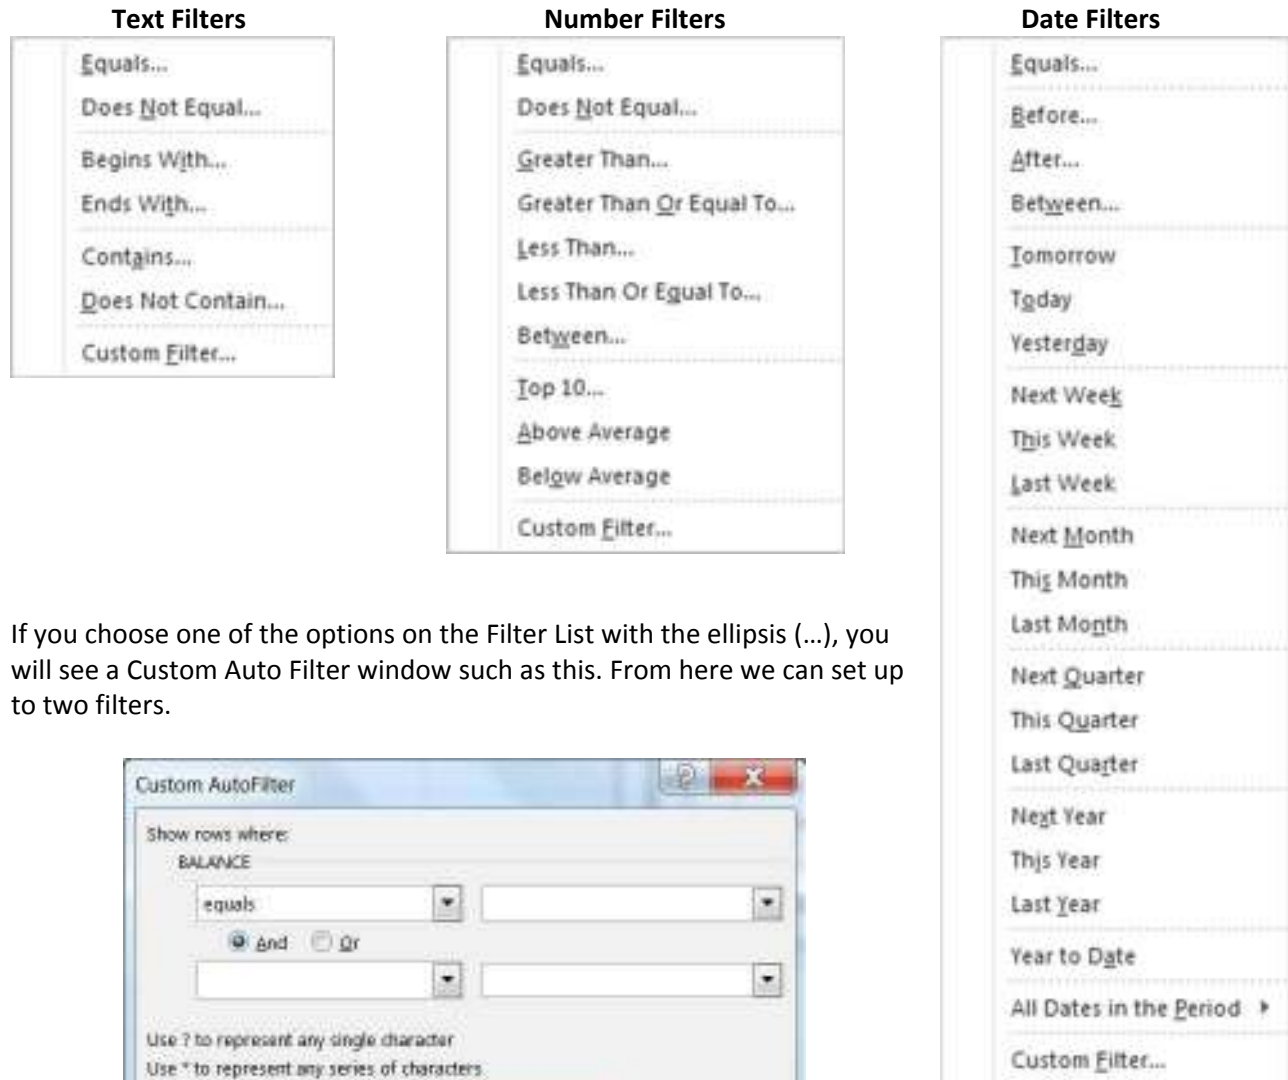 Text Filters
Equals...
Does Not Equal...
Begins With...
Ends With...
Contains...
Does Not Contain...
Custom Filter...
Number Filters
Equals...
Does Not Equal...
Greater Than...
Greater Than Or Equal To...
Less Than...
Less Than Or Equal To...
Between...
Top 10...
Above Average
Below Average
Custom Filter...
Date Filters
Equals...
Before...
After...
Between...
Tomorrow
Today
Yesterday
Next Week
This Week
Last Week
Next Month
This Month
Last Month
Next Quarter
This Quarter
Last Quarter
Next Year
This Year
Last Year
Year to Date
All Dates in the Period
Custom Filter...
If you choose one of the options on the Filter List with the ellipsis (…), you
will see a Custom Auto Filter window such as this. From here we can set up
to two filters.
Custom AutoFilter
Show rows where:
BALANCE
equals
And Or
Use ? to represent any single character
Use * to represent any series of characters